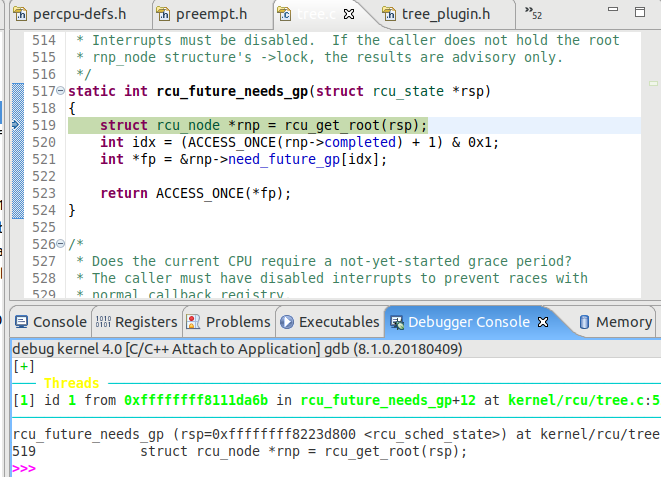 percpu-defs.h preempt.h tree.c tree_plugin.h »52
514 * Interrupts must be disabled. If the caller does not hold the root
515 * rnp_node structure's ->lock, the results are advisory only.
516 */
517 static int rcu_future_needs_gp(struct rcu_state *rsp)
518 {
519 struct rcu_node *rnp = rcu_get_root(rsp);
520 int idx = (ACCESS_ONCE(rnp->completed) + 1) & 0x1;
521 int *fp = &rnp->need_future_gp[idx];
522
523 return ACCESS_ONCE(*fp);
524 }
525
526 /*
527 * Does the current CPU require a not-yet-started grace period?
528 * The caller must have disabled interrupts to prevent races with
529 * normal callback registry
Console Registers Problems Executables Debugger Console Memory
debug kernel 4.0 [C/C++ Attach to Application] gdb (8.1.0.20180409)
[+]
Threads
[1] id 1 from 0xffffffff8111da6b in rcu_future_needs_gp+12 at kernel/rcu/tree.c:5
rcu_future_needs_gp (rsp=0xffffffff8223d800 <rcu_sched_state>) at kernel/rcu/tree
519 struct rcu_node *rnp = rcu_get_root(rsp);
>>>